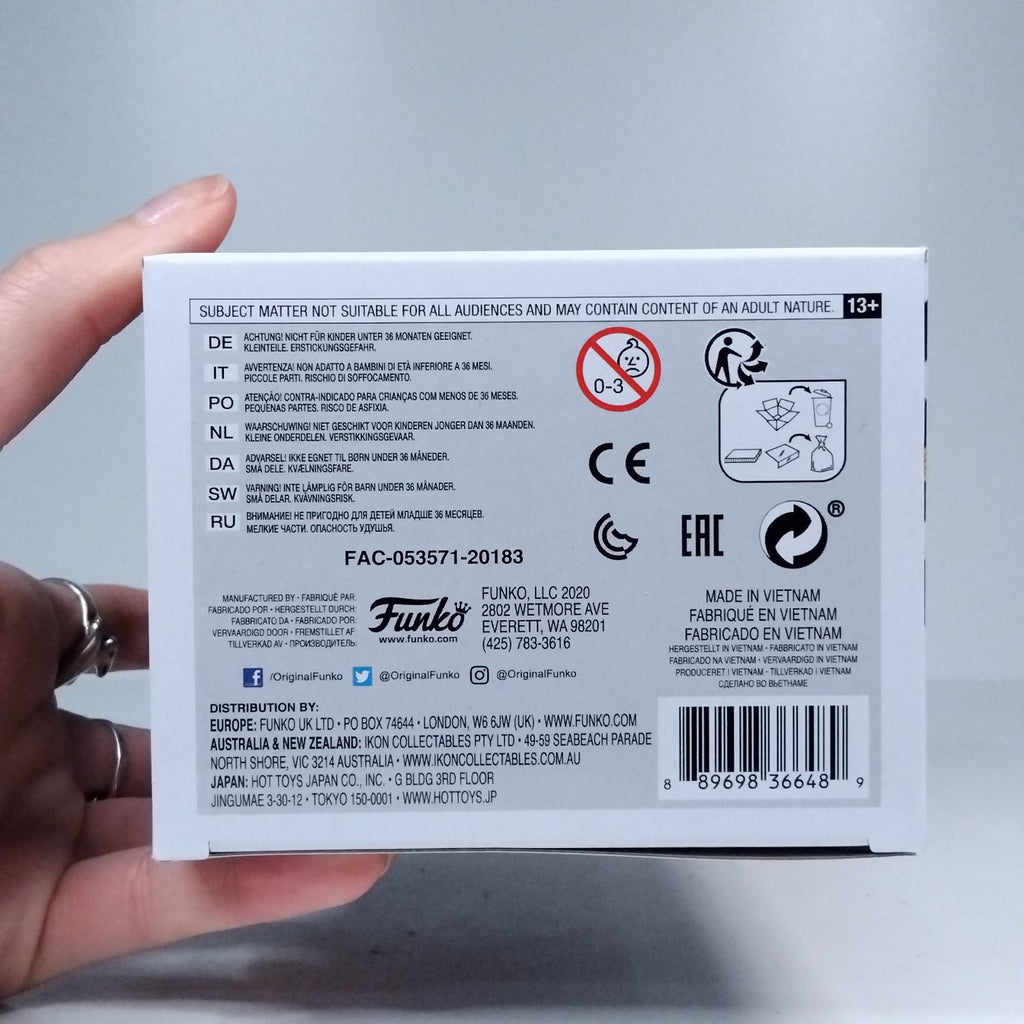 SUBJECT MATTER NOT SUITABLE FOR ALL AUDIENCES AND MAY CONTAIN CONTENT OF AN ADULT NATURE. 13+
DE ACHTUNG! NICHT FÜR KINDER UNTER 36 MONATEN GEEIGNET.
KLEINTEILE. ERSTICKUNGSGEFAHR.
IT AVVERTENZA! NON ADATTO A BAMBINI DI ETÀ INFERIORE A 36 MESI.
PICCOLE PARTI. RISCHIO DI SOFFOCAMENTO.
PO ATENÇÃO! CONTRA-INDICADO PARA CRIANÇAS COM MENOS DE 36 MESES.
PEQUENAS PARTES. RISCO DE ASFIXIA.
NL WAARSCHUWING! NIET GESCHIKT VOOR KINDEREN JONGER DAN 36 MAANDEN.
KLEINE ONDERDELEN. VERSTIKKINGSGEVAAR.
DA ADVARSEL! IKKE EGNET TIL BØRN UNDER 36 MÅNEDER.
SMÅ DELE. KVÆLNINGSFARE.
SW VARNING! INTE LÄMPLIG FÖR BARN UNDER 36 MÅNADER.
SMÅ DELAR. KVÄVNINGSRISK.
RU ВНИМАНИЕ! НЕ ПРИГОДНО ДЛЯ ДЕТЕЙ МЛАДШЕ 36 МЕСЯЦЕВ.
МЕЛКИЕ ЧАСТИ. ОПАСНОСТЬ УДУШЬЯ.
0-3
CE
EAC
®
FAC-053571-20183
MANUFACTURED BY • FABRIQUÉ PAR:
FABRICADO POR • HERGESTELLT DURCH:
FABBRICATO DA • FABRICADO POR:
VERVAARDIGD DOOR • FREMSTILLET AF:
TILLVERKAD AV • ПРОИЗВОДИТЕЛЬ:
Funko
www.funko.com
FUNKO, LLC 2020
2802 WETMORE AVE
EVERETT, WA 98201
(425) 783-3616
MADE IN VIETNAM
FABRIQUÉ EN VIETNAM
FABRICADO EN VIETNAM
HERGESTELLT IN VIETNAM • FABBRICATO IN VIETNAM
FABRICADO NA VIETNAM • VERVAARDIGD IN VIETNAM
PRODUCERET I VIETNAM • TILLVERKAD I VIETNAM
СДЕЛАНО ВО ВЬЕТНАМЕ
/OriginalFunko @OriginalFunko @OriginalFunko
DISTRIBUTION BY:
EUROPE: FUNKO UK LTD • PO BOX 74644 • LONDON, W6 6JW (UK) • WWW.FUNKO.COM
AUSTRALIA & NEW ZEALAND: IKON COLLECTABLES PTY LTD • 49-59 SEABEACH PARADE
NORTH SHORE, VIC 3214 AUSTRALIA • WWW.IKONCOLLECTABLES.COM.AU
JAPAN: HOT TOYS JAPAN CO., INC. • G BLDG 3RD FLOOR
JINGUMAE 3-30-12 • TOKYO 150-0001 • WWW.HOTTOYS.JP
8 89698 36648 9